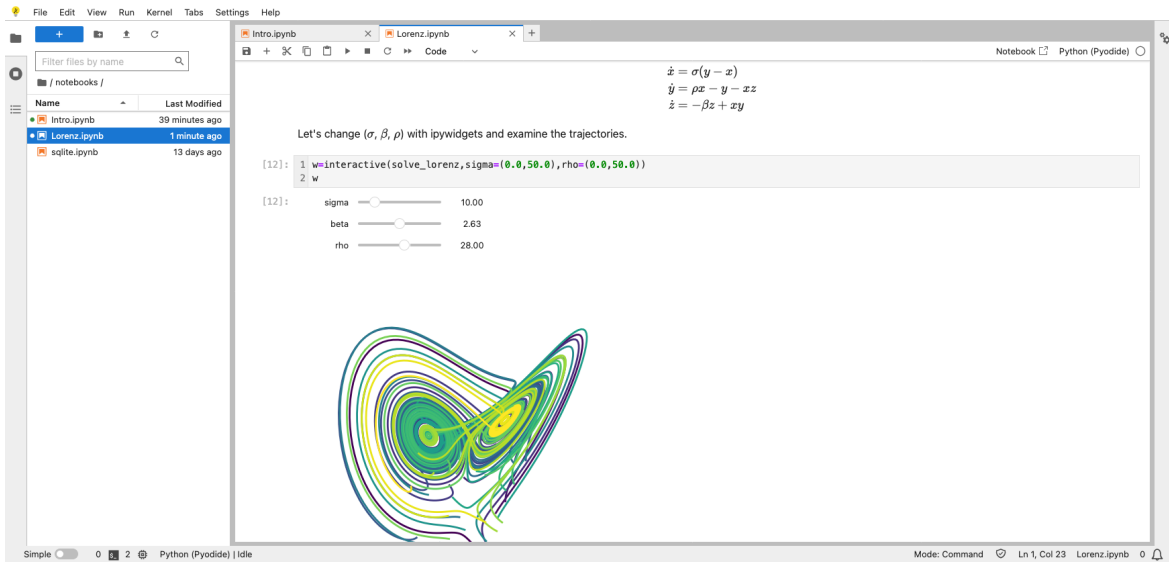 File Edit View Run Kernel Tabs Settings Help
+
Filter files by name
/ notebooks /
Name Last Modified
Intro.ipynb 39 minutes ago
Lorenz.ipynb 1 minute ago
sqlite.ipynb 13 days ago
Intro.ipynb × Lorenz.ipynb × +
Code Notebook Python (Pyodide)
ẋ = σ(y − x)
ẏ = ρx − y − xz
ż = −βz + xy
Let's change (σ, β, ρ) with ipywidgets and examine the trajectories.
[12]: 1 w=interactive(solve_lorenz,sigma=(0.0,50.0),rho=(0.0,50.0))
2 w
[12]: sigma 10.00
beta 2.63
rho 28.00
Simple 0 2 Python (Pyodide) | Idle Mode: Command Ln 1, Col 23 Lorenz.ipynb 0